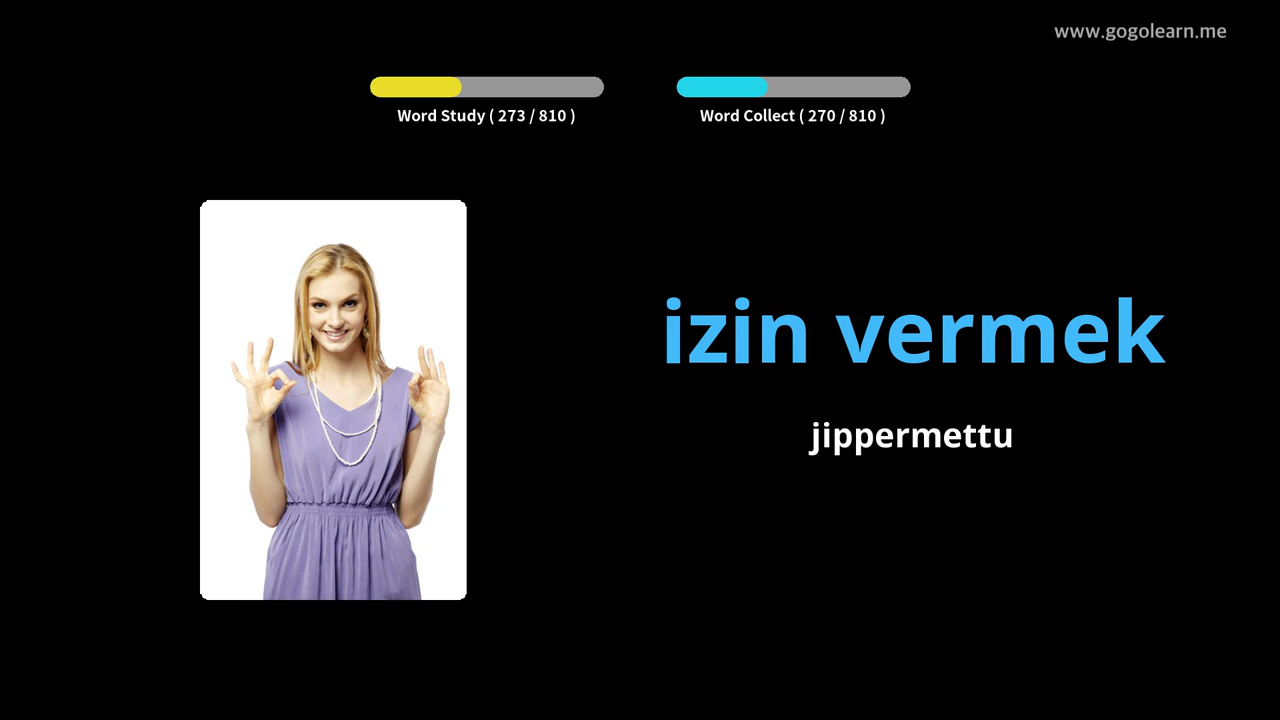 www.gogolearn.me
Word Study ( 273 / 810 )
Word Collect ( 270 / 810 )
izin vermek
jippermettu